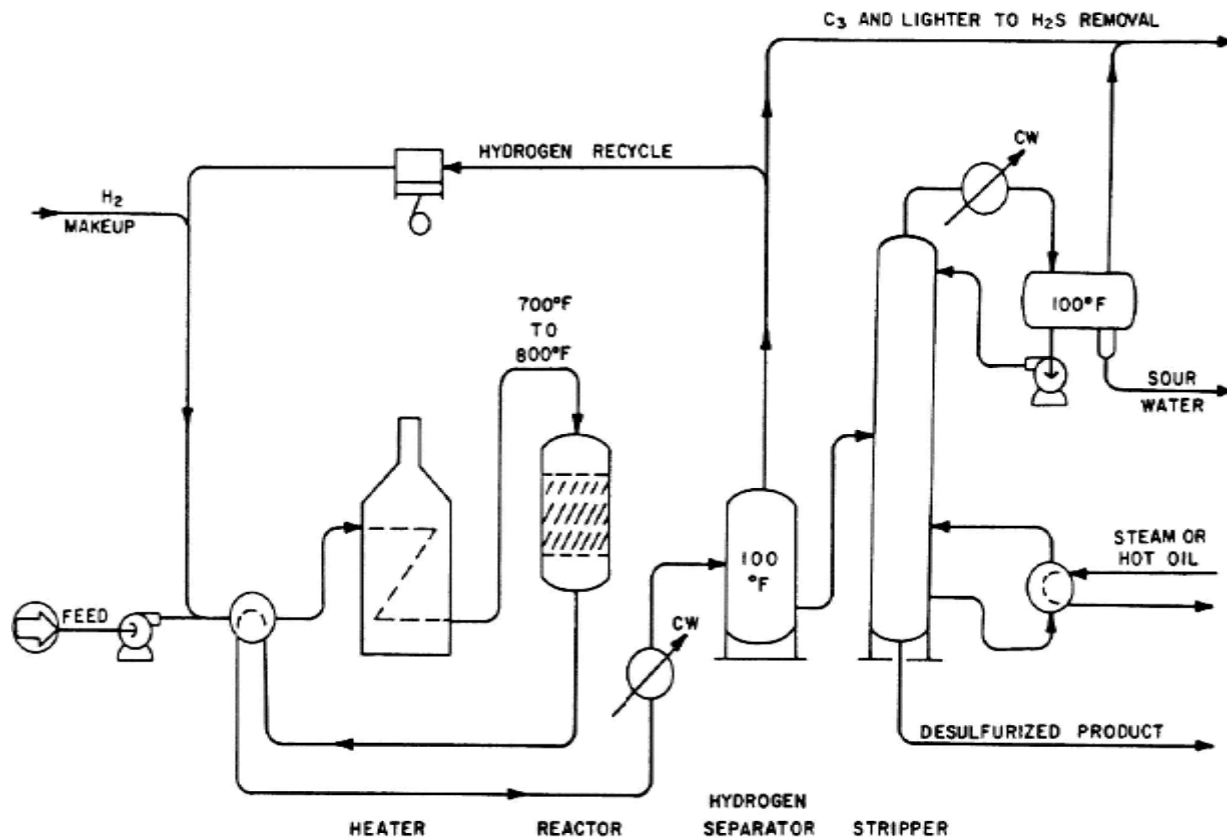 C₃ AND LIGHTER TO H₂S REMOVAL
CW
HYDROGEN RECYCLE
H₂
MAKEUP
700°F
TO
800°F
100°F
SOUR
WATER
STEAM OR
HOT OIL
100
°F
FEED
CW
DESULFURIZED PRODUCT
HEATER
REACTOR
HYDROGEN
SEPARATOR
STRIPPER